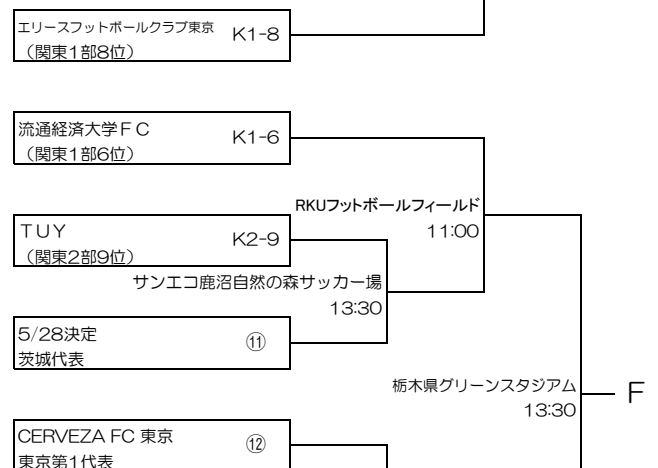 エリースフットボールクラブ東京 K1-8
（関東1部8位）
流通経済大学ＦＣ K1-6
（関東1部6位）
RKUフットボールフィールド
11:00
ＴＵＹ K2-9
（関東2部9位）
サンエコ鹿沼自然の森サッカー場
13:30
5/28決定 ⑪
茨城代表
栃木県グリーンスタジアム
13:30
F
CERVEZA FC 東京 ⑫
東京第1代表